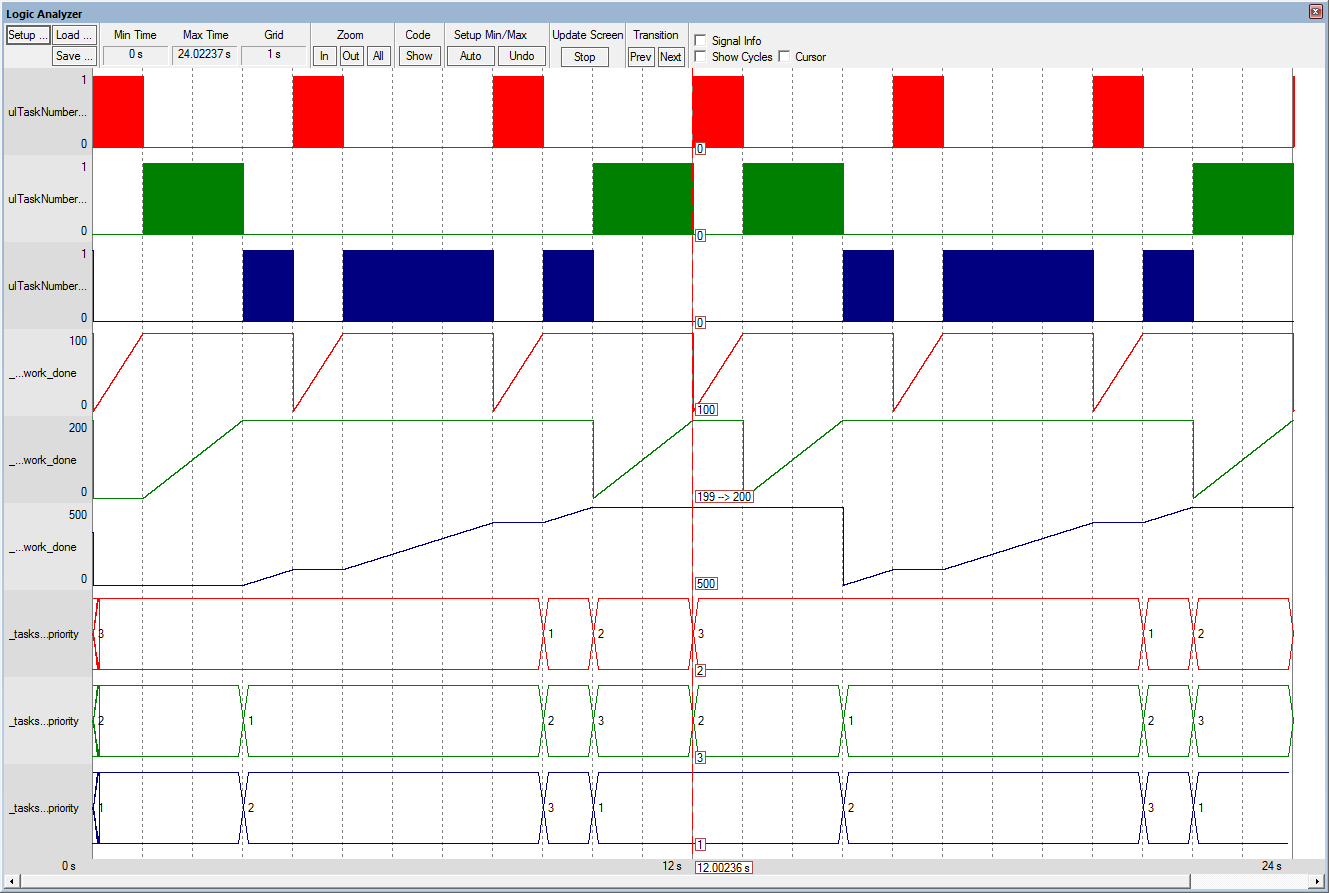 Logic Analyzer
Setup ... Load ... Min Time Max Time Grid Zoom Code Setup Min/Max Update Screen Transition Signal Info
Save ... 0 s 24.02237 s 1 s In Out All Show Auto Undo Stop Prev Next Show Cycles Cursor
1
ulTaskNumber...
0 0
1
ulTaskNumber...
0 0
1
ulTaskNumber...
0 0
100
_...work_done
0 100
200
_...work_done
0 199 --> 200
500
_...work_done
0 500
_tasks...priority 3 1 2 3 1 2
2
_tasks...priority 2 1 2 3 2 1 2 3
3
_tasks...priority 1 2 3 1 2 3 1
1
0 s 12 s 12.00236 s 24 s